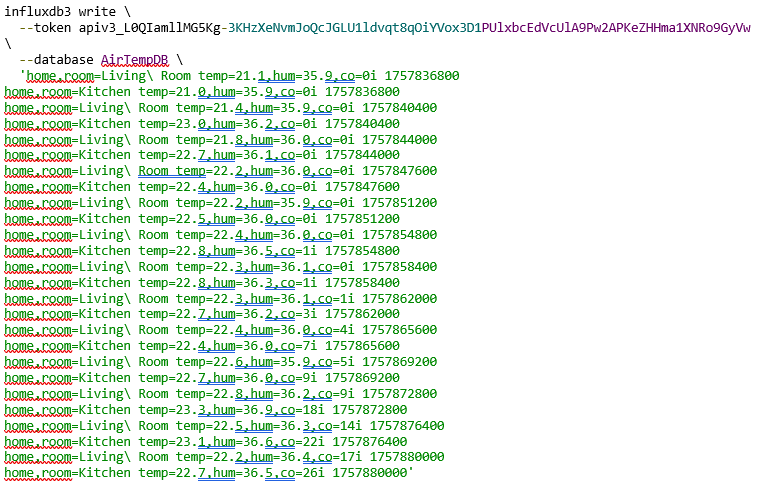 influxdb3 write \
--token apiv3_L0QIamllMG5Kg-3KHzXeNvmJoQcJGLU1ldvqt8qOiYVox3D1PUlxbcEdVcUlA9Pw2APKeZHHma1XNRo9GyVw
\
--database AirTempDB \
'home,room=Living\ Room temp=21.1,hum=35.9,co=0i 1757836800
home,room=Kitchen temp=21.0,hum=35.9,co=0i 1757836800
home,room=Living\ Room temp=21.4,hum=35.9,co=0i 1757840400
home,room=Kitchen temp=23.0,hum=36.2,co=0i 1757840400
home,room=Living\ Room temp=21.8,hum=36.0,co=0i 1757844000
home,room=Kitchen temp=22.7,hum=36.1,co=0i 1757844000
home,room=Living\ Room temp=22.2,hum=36.0,co=0i 1757847600
home,room=Kitchen temp=22.4,hum=36.0,co=0i 1757847600
home,room=Living\ Room temp=22.2,hum=35.9,co=0i 1757851200
home,room=Kitchen temp=22.5,hum=36.0,co=0i 1757851200
home,room=Living\ Room temp=22.4,hum=36.0,co=0i 1757854800
home,room=Kitchen temp=22.8,hum=36.5,co=1i 1757854800
home,room=Living\ Room temp=22.3,hum=36.1,co=0i 1757858400
home,room=Kitchen temp=22.8,hum=36.3,co=1i 1757858400
home,room=Living\ Room temp=22.3,hum=36.1,co=1i 1757862000
home,room=Kitchen temp=22.7,hum=36.2,co=3i 1757862000
home,room=Living\ Room temp=22.4,hum=36.0,co=4i 1757865600
home,room=Kitchen temp=22.4,hum=36.0,co=7i 1757865600
home,room=Living\ Room temp=22.6,hum=35.9,co=5i 1757869200
home,room=Kitchen temp=22.7,hum=36.0,co=9i 1757869200
home,room=Living\ Room temp=22.8,hum=36.2,co=9i 1757872800
home,room=Kitchen temp=23.3,hum=36.9,co=18i 1757872800
home,room=Living\ Room temp=22.5,hum=36.3,co=14i 1757876400
home,room=Kitchen temp=23.1,hum=36.6,co=22i 1757876400
home,room=Living\ Room temp=22.2,hum=36.4,co=17i 1757880000
home,room=Kitchen temp=22.7,hum=36.5,co=26i 1757880000'